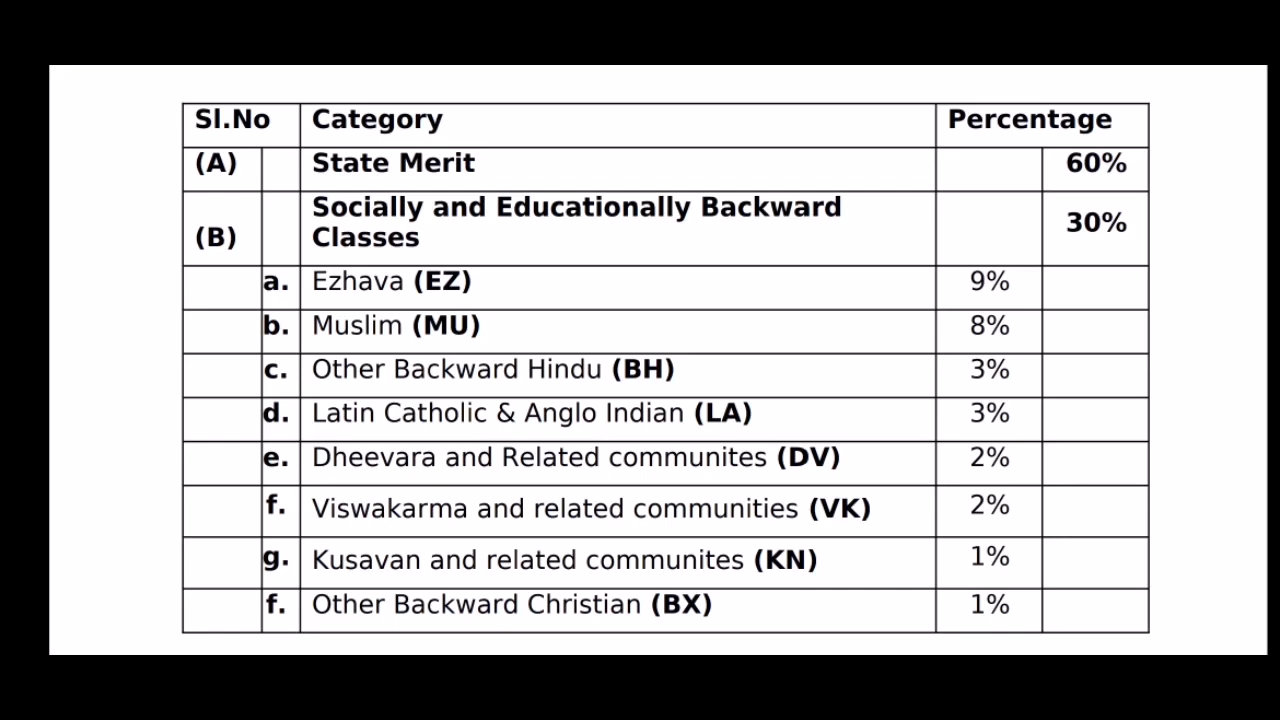 Sl.No Category Percentage
(A) State Merit 60%
Socially and Educationally Backward
(B) Classes 30%
a. Ezhava (EZ) 9%
b. Muslim (MU) 8%
c. Other Backward Hindu (BH) 3%
d. Latin Catholic & Anglo Indian (LA) 3%
e. Dheevara and Related communites (DV) 2%
f. Viswakarma and related communities (VK) 2%
g. Kusavan and related communites (KN) 1%
f. Other Backward Christian (BX) 1%